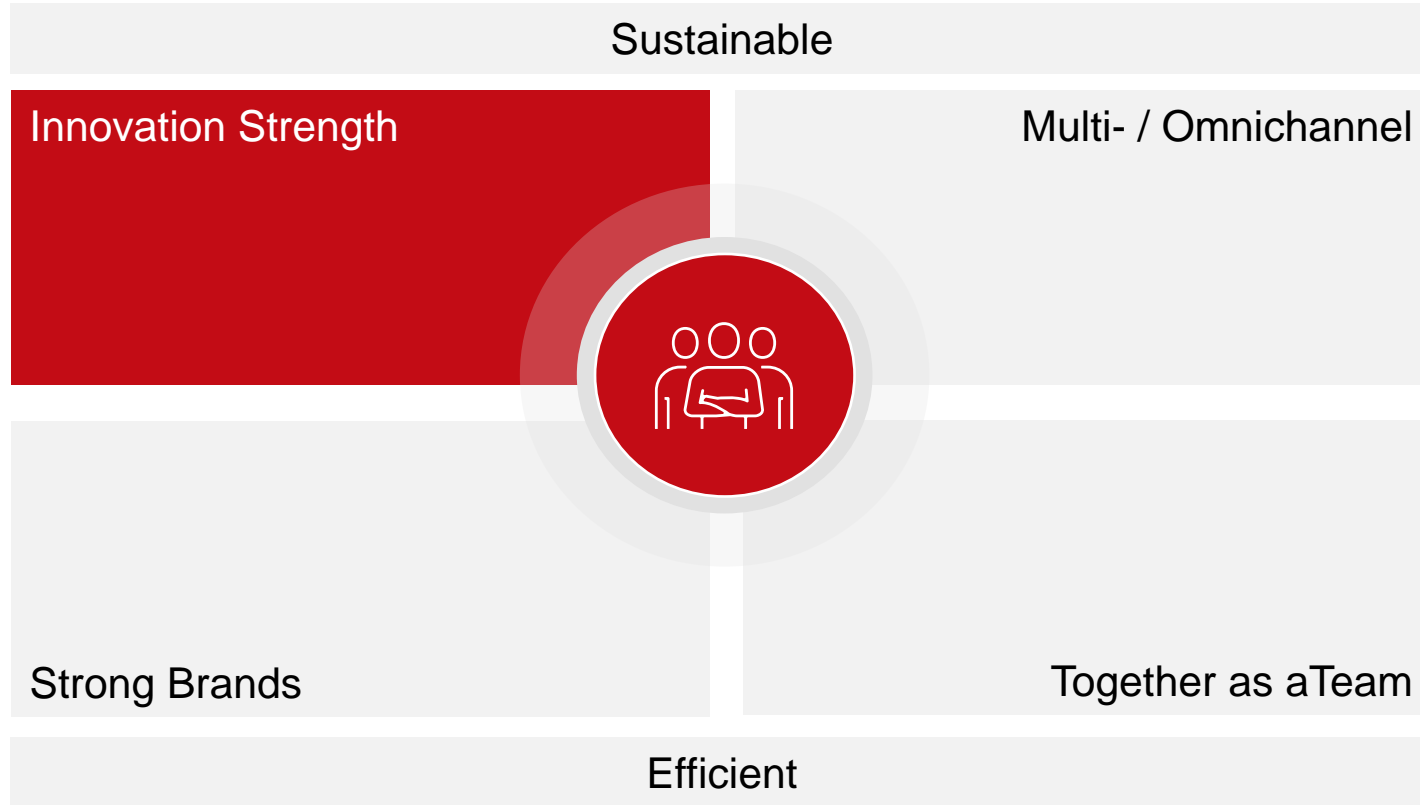 Sustainable
Innovation Strength
Multi- / Omnichannel
Strong Brands
Together as aTeam
Efficient